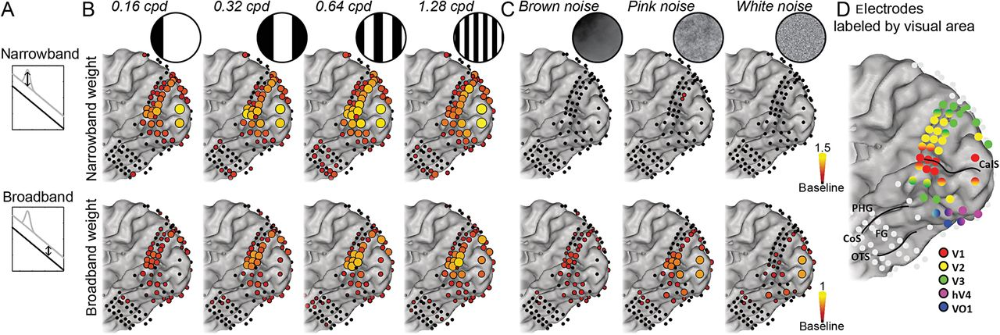 A
Narrowband
Broadband
B
0.16 cpd
0.32 cpd
0.64 cpd
1.28 cpd
Narrowband weight
Broadband weight
C
Brown noise
Pink noise
White noise
1.5
Baseline
1
Baseline
D Electrodes
labeled by visual area
CalS
PHG
CoS
FG
OTS
V1
V2
V3
hV4
VO1